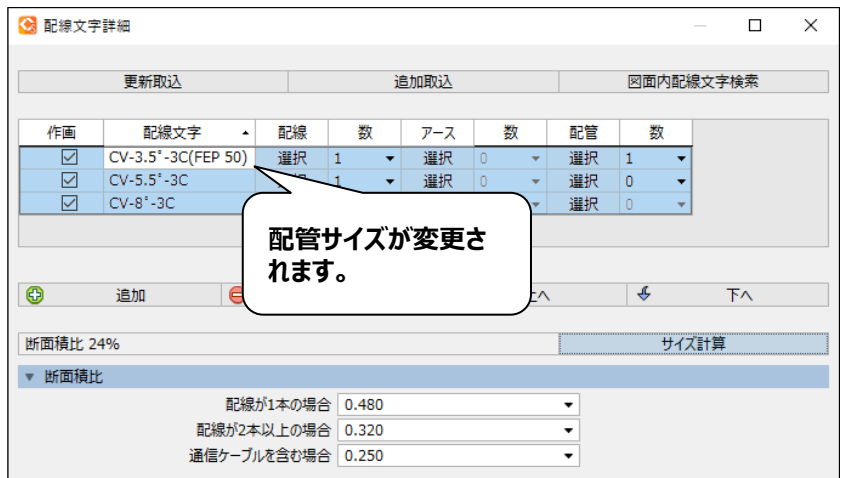 配線文字詳細
更新取込 追加取込 図面内配線文字検索
作画 配線文字 配線 数 アース 数 配管 数
CV-3.5°-3C(FEP 50) 選択 1 選択 0 選択 1
CV-5.5°-3C 1 選択 0 選択 0
CV-8°-3C 選択 0
配管サイズが変更さ
れます。
追加 下へ
断面積比 24% サイズ計算
断面積比
配線が1本の場合 0.480
配線が2本以上の場合 0.320
通信ケーブルを含む場合 0.250